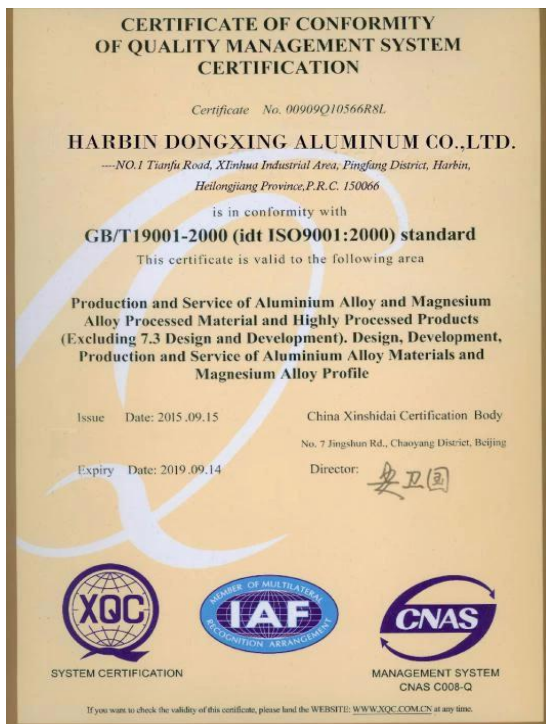 CERTIFICATE OF CONFORMITY
OF QUALITY MANAGEMENT SYSTEM
CERTIFICATION
Certificate No. 00909Q10566R8L
HARBIN DONGXING ALUMINUM CO.,LTD.
----NO.1 Tianfu Road, XIinhua Industrial Area, Pingfang District, Harbin,
Heilongjiang Province,P.R.C. 150066
is in conformity with
GB/T19001-2000 (idt ISO9001:2000) standard
This certificate is valid to the following area
Production and Service of Aluminium Alloy and Magnesium
Alloy Processed Material and Highly Processed Products
(Excluding 7.3 Design and Development). Design, Development,
Production and Service of Aluminium Alloy Materials and
Magnesium Alloy Profile
Issue Date: 2015.09.15
China Xinshidai Certification Body
No. 7 Jingshun Rd., Chaoyang District, Beijing
Expiry Date: 2019.09.14
Director:
XQC
SYSTEM CERTIFICATION
MEMBER OF MULTILATERAL
IAF
RECOGNITION ARRANGEMENT
CNAS
MANAGEMENT SYSTEM
CNAS C008-Q
If you want to check the validity of this certificate, please land the WEBSITE: WWW.XQC.COM.CN at any time.